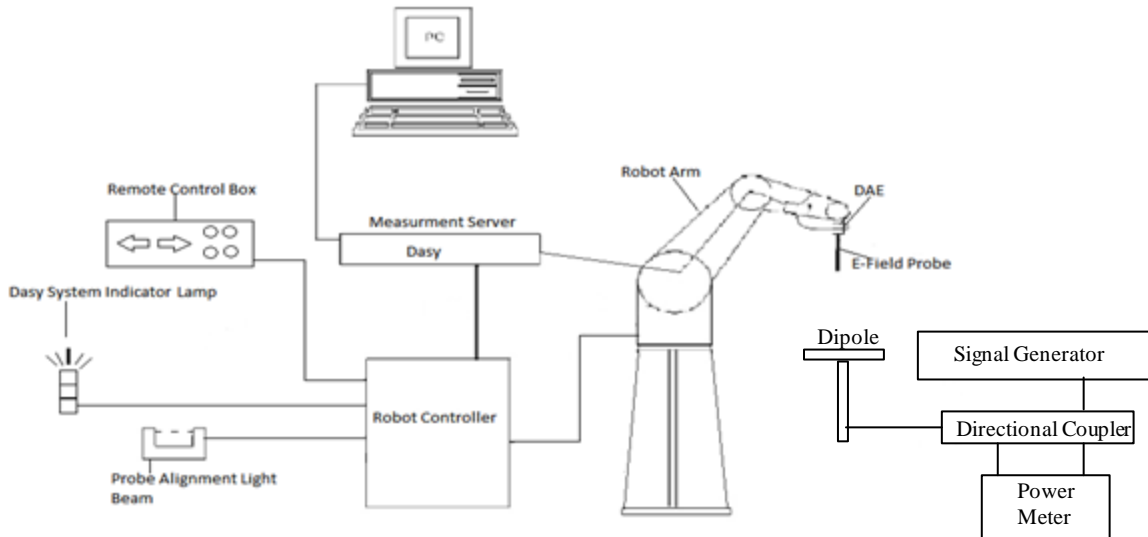 PC
Remote Control Box
Robot Arm
DAE
Measurment Server
Dasy
E-Field Probe
Dasy System Indicator Lamp
Dipole
Signal Generator
Robot Controller
Directional Coupler
Probe Alignment Light
Beam
Power
Meter